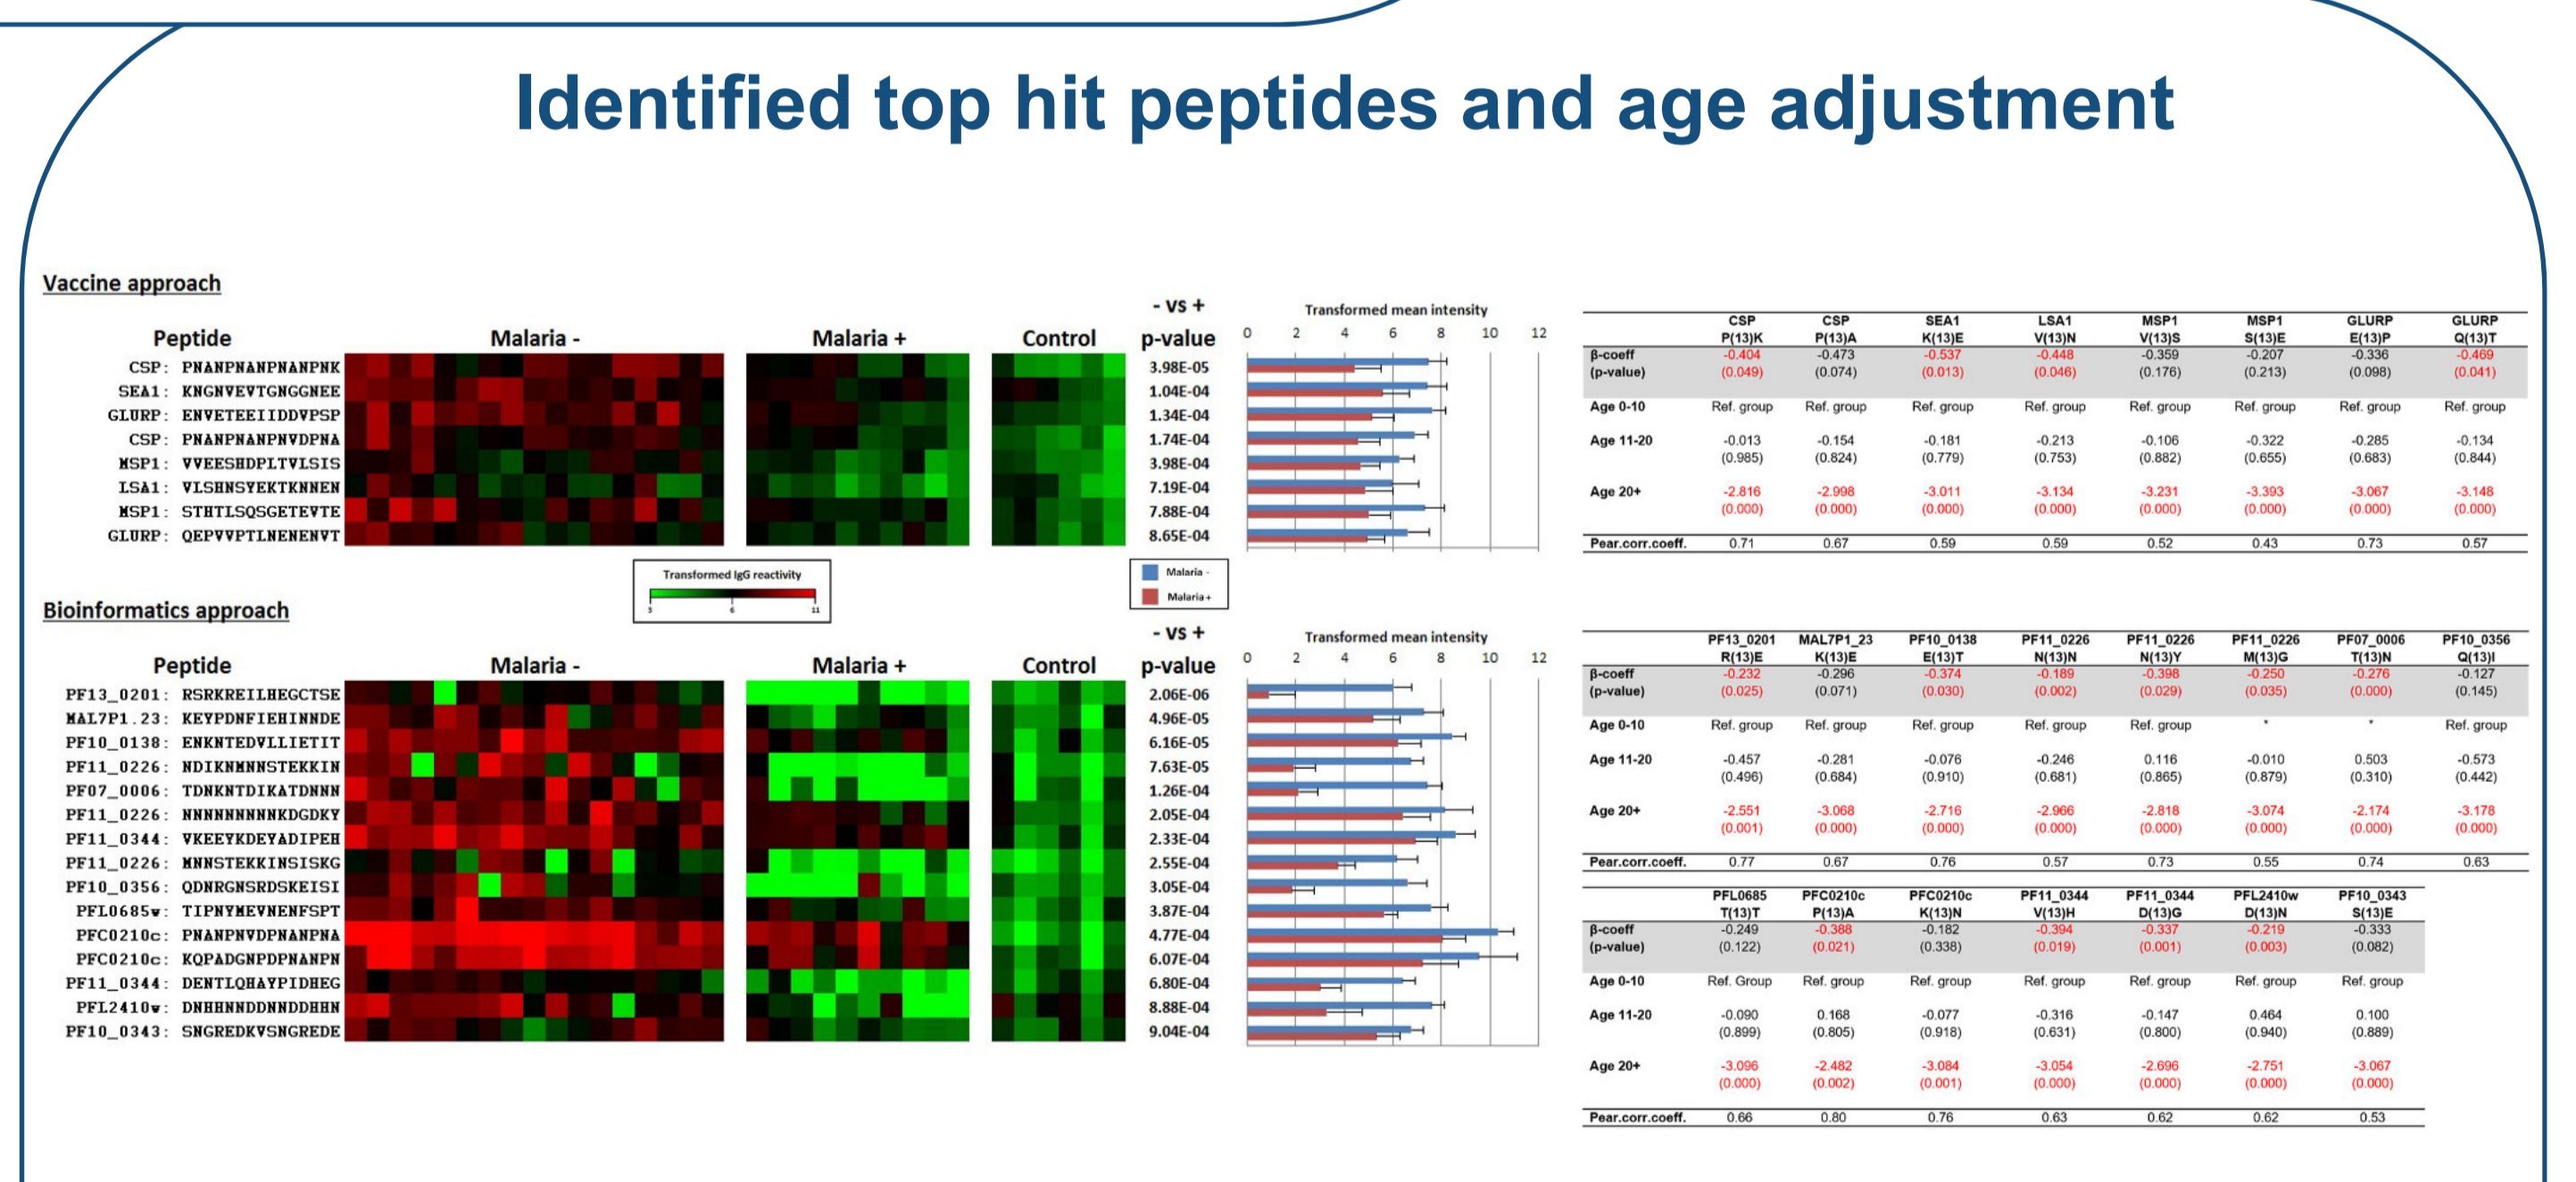 Identified top hit peptides and age adjustment
Vaccine approach
Peptide Malaria - Malaria + Control - vs + p-value
Transformed mean intensity
0 2 4 6 8 10 12
CSP: PNANPNANPNANPNK 3.98E-05
SEA1: KNGNVEVTGNGGNEE 1.04E-04
GLURP: ENVETEEIIDDVPSP 1.34E-04
CSP: PNANPNANPNVDPNA 1.74E-04
MSP1: VVEESHDPLTVLSIS 3.98E-04
LSA1: VLSHNSYEKTKNNEN 7.19E-04
MSP1: STHTLSQSGETEVTE 7.88E-04
GLURP: QEPVVPTLNENENVT 8.65E-04
Transformed IgG reactivity
3 6 11
Malaria -
Malaria+
CSP CSP SEA1 LSA1 MSP1 MSP1 GLURP GLURP
P(13)K P(13)A K(13)E V(13)N V(13)S S(13)E E(13)P Q(13)T
β-coeff -0.404 -0.473 -0.537 -0.448 -0.359 -0.207 -0.336 -0.469
(p-value) (0.049) (0.074) (0.013) (0.046) (0.176) (0.213) (0.098) (0.041)
Age 0-10 Ref. group Ref. group Ref. group Ref. group Ref. group Ref. group Ref. group Ref. group
Age 11-20 -0.013 -0.154 -0.181 -0.213 -0.106 -0.322 -0.285 -0.134
(0.985) (0.824) (0.779) (0.753) (0.882) (0.655) (0.683) (0.844)
Age 20+ -2.816 -2.998 -3.011 -3.134 -3.231 -3.393 -3.067 -3.148
(0.000) (0.000) (0.000) (0.000) (0.000) (0.000) (0.000) (0.000)
Pear.corr.coeff. 0.71 0.67 0.59 0.59 0.52 0.43 0.73 0.57
Bioinformatics approach
Peptide Malaria - Malaria + Control - vs + p-value
Transformed mean intensity
0 2 4 6 8 10 12
PF13_0201: RSRKREILHEGCTSE 2.06E-06
MAL7P1.23: KEYPDNFIEHINNDE 4.96E-05
PF10_0138: ENKNTEDVLLIETIT 6.16E-05
PF11_0226: NDIKNMNNSTEKKIN 7.63E-05
PF07_0006: TDNKNTDIKATDNNN 1.26E-04
PF11_0226: NNNNNNNNNKDGDKY 2.05E-04
PF11_0344: VKEEYKDEYADIPEH 2.33E-04
PF11_0226: MNNSTEKKINSISKG 2.55E-04
PF10_0356: QDNRGNSRDSKEISI 3.05E-04
PFL0685w: TIPNYMEVNENFSPT 3.87E-04
PFC0210c: PNANPNVDPNANPNA 4.77E-04
PFC0210c: KQPADGNPDPNANPN 6.07E-04
PF11_0344: DENTLQHAYPIDHEG 6.80E-04
PFL2410w: DNHHNNDDNNDDHHN 8.88E-04
PF10_0343: SNGREDKVSNGREDE 9.04E-04
PF13_0201 MAL7P1_23 PF10_0138 PF11_0226 PF11_0226 PF11_0226 PF07_0006 PF10_0356
R(13)E K(13)E E(13)T N(13)N N(13)Y M(13)G T(13)N Q(13)I
β-coeff -0.232 -0.296 -0.374 -0.189 -0.398 -0.250 -0.276 -0.127
(p-value) (0.025) (0.071) (0.030) (0.002) (0.029) (0.035) (0.000) (0.145)
Age 0-10 Ref. group Ref. group Ref. group Ref. group Ref. group * * Ref. group
Age 11-20 -0.457 -0.281 -0.076 -0.246 0.116 -0.010 0.503 -0.573
(0.496) (0.684) (0.910) (0.681) (0.865) (0.879) (0.310) (0.442)
Age 20+ -2.551 -3.068 -2.716 -2.966 -2.818 -3.074 -2.174 -3.178
(0.001) (0.000) (0.000) (0.000) (0.000) (0.000) (0.000) (0.000)
Pear.corr.coeff. 0.77 0.67 0.76 0.57 0.73 0.55 0.74 0.63
PFL0685 PFC0210c PFC0210c PF11_0344 PF11_0344 PFL2410w PF10_0343
T(13)T P(13)A K(13)N V(13)H D(13)G D(13)N S(13)E
β-coeff -0.249 -0.388 -0.182 -0.394 -0.337 -0.219 -0.333
(p-value) (0.122) (0.021) (0.338) (0.019) (0.001) (0.003) (0.082)
Age 0-10 Ref. Group Ref. group Ref. group Ref. group Ref. group Ref. group Ref. group
Age 11-20 -0.090 0.168 -0.077 -0.316 -0.147 0.464 0.100
(0.899) (0.805) (0.918) (0.631) (0.800) (0.940) (0.889)
Age 20+ -3.096 -2.482 -3.084 -3.054 -2.696 -2.751 -3.067
(0.000) (0.002) (0.001) (0.000) (0.000) (0.000) (0.000)
Pear.corr.coeff. 0.66 0.80 0.76 0.63 0.62 0.62 0.53